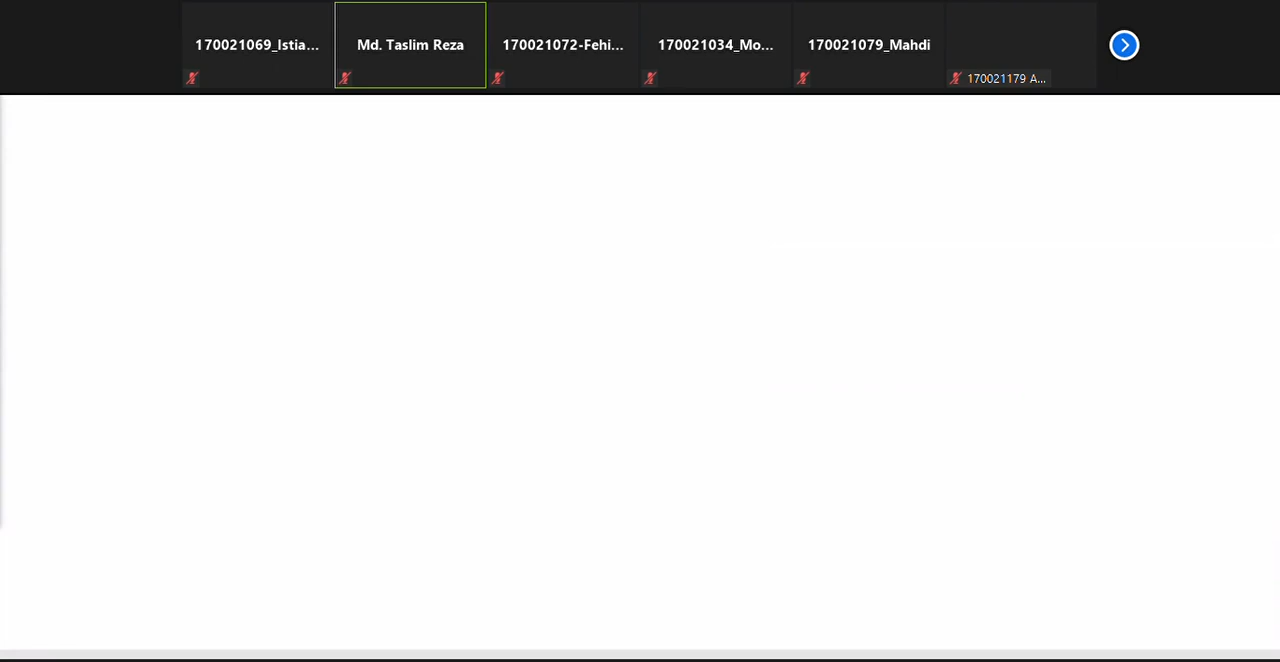 170021069_Istia...
Md. Taslim Reza
170021072-Fehi...
170021034_Mo...
170021079_Mahdi
170021179 A...